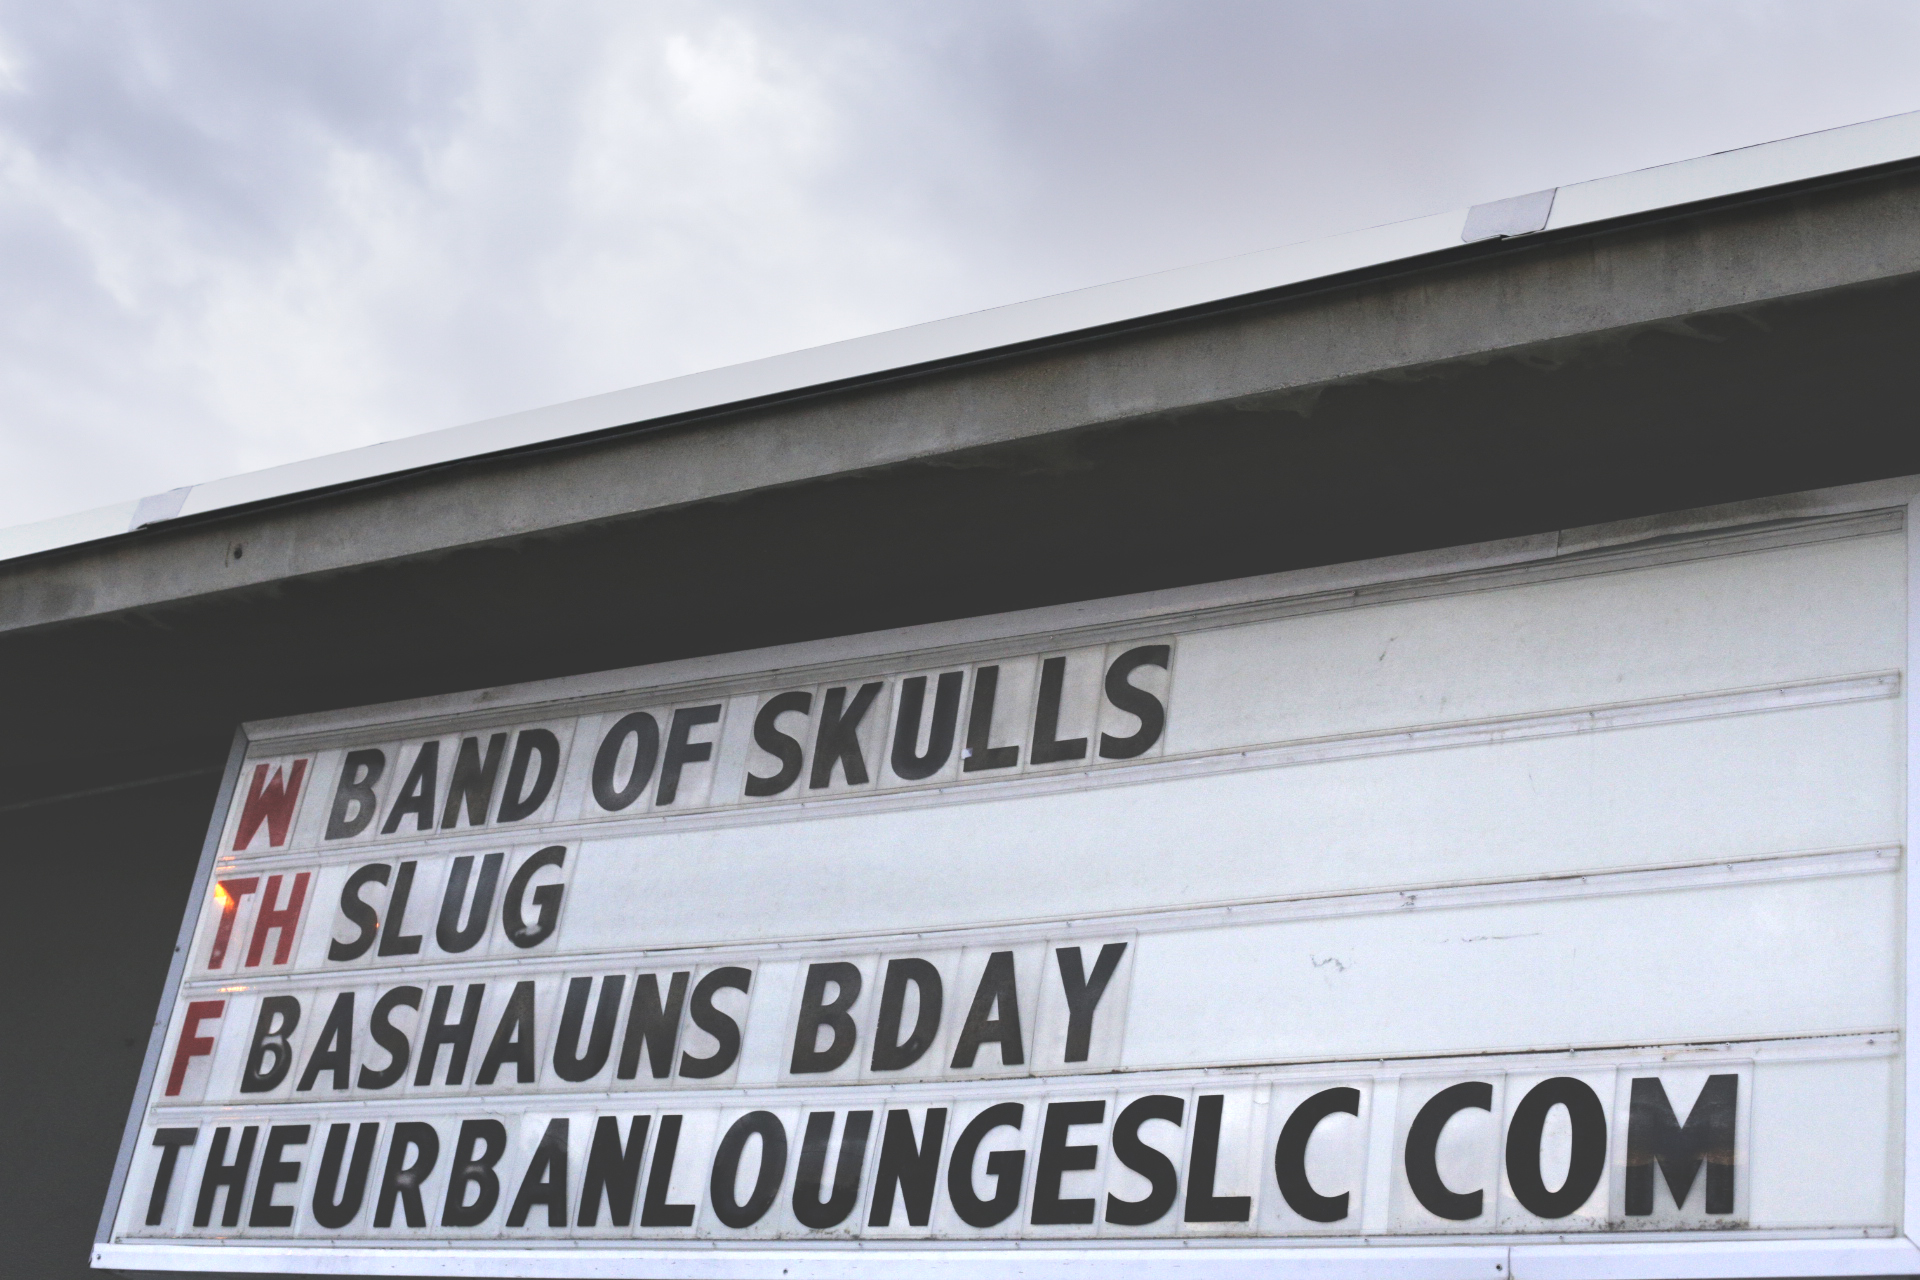 W BAND OF SKULLS
TH SLUG
F BASHAUNS BDAY
THEURBANLOUNGESLC COM